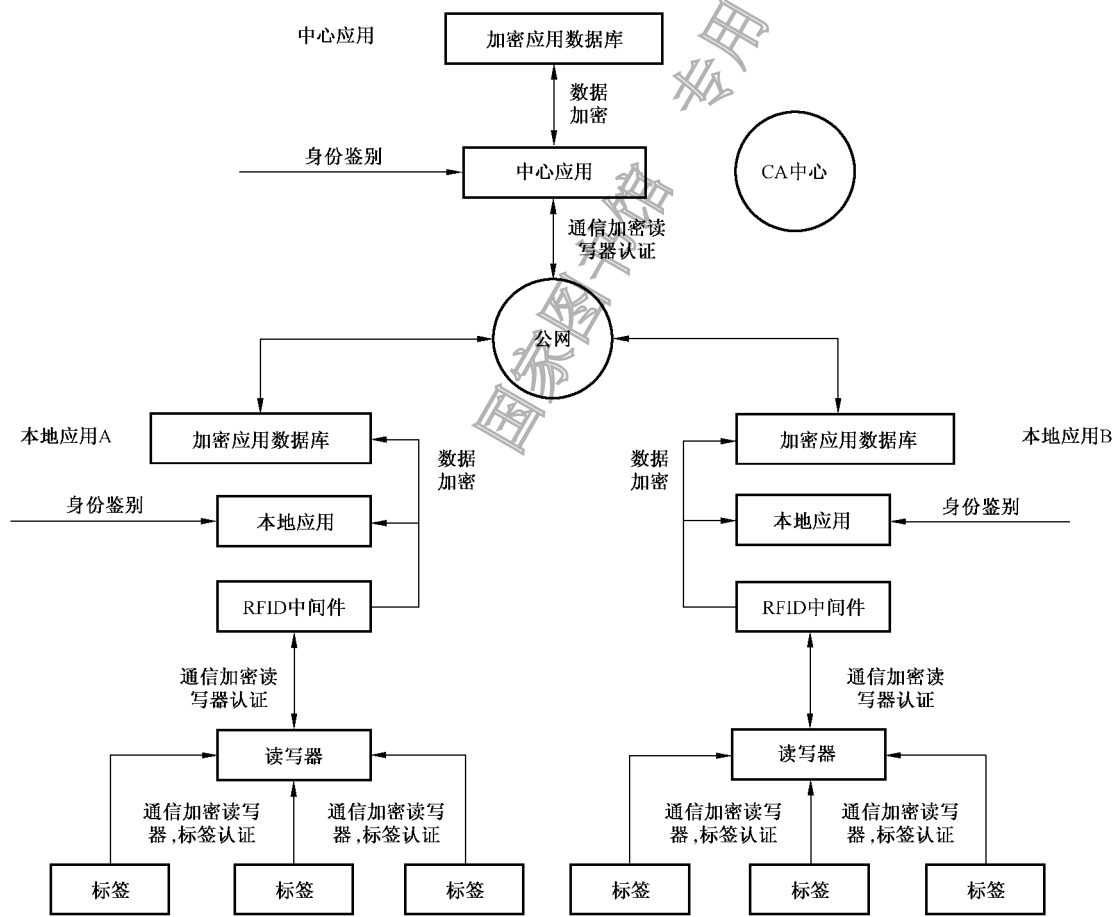 中心应用
加密应用数据库
数据
加密
身份鉴别
中心应用
CA中心
通信加密读
写器认证
公网
国家图书馆 专用
本地应用A
加密应用数据库
数据
加密
身份鉴别
本地应用
RFID中间件
通信加密读
写器认证
读写器
通信加密读写
器,标签认证
通信加密读写
器,标签认证
标签
标签
标签
加密应用数据库
本地应用B
数据
加密
本地应用
身份鉴别
RFID中间件
通信加密读
写器认证
读写器
通信加密读写
器,标签认证
通信加密读写
器,标签认证
标签
标签
标签